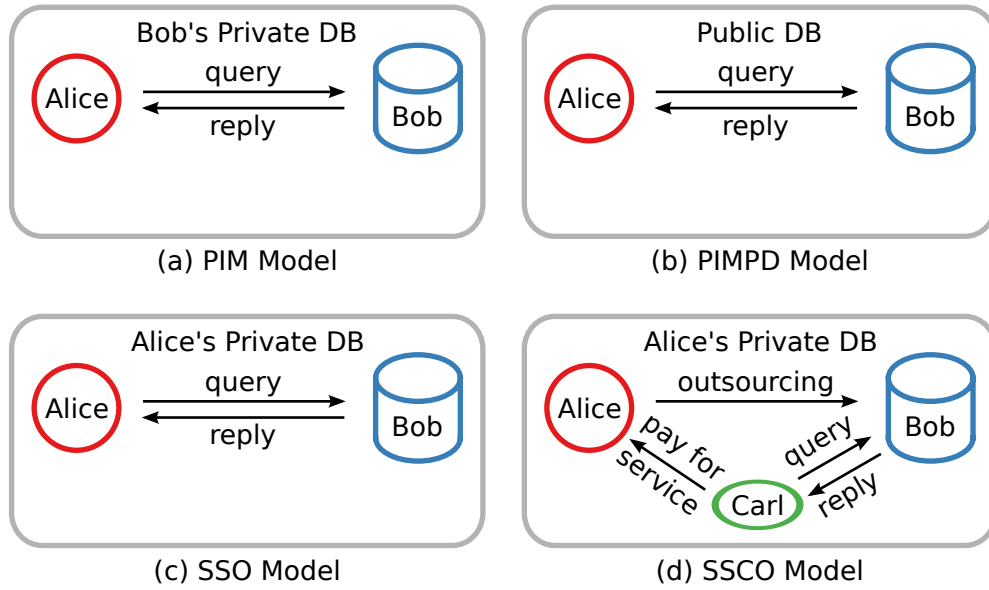 Bob's Private DB
Alice
query
reply
Bob
(a) PIM Model
Public DB
Alice
query
reply
Bob
(b) PIMPD Model
Alice's Private DB
Alice
query
reply
Bob
(c) SSO Model
Alice's Private DB
Alice
outsourcing
Bob
pay for
service
Carl
query
reply
(d) SSCO Model